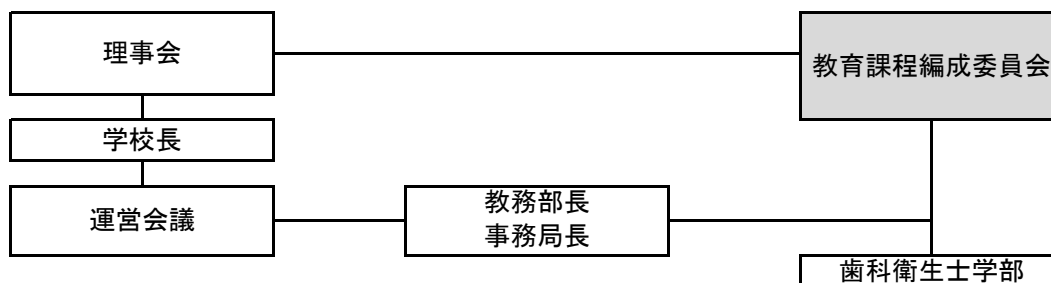 理事会
教育課程編成委員会
学校長
運営会議
教務部長
事務局長
歯科衛生士学部